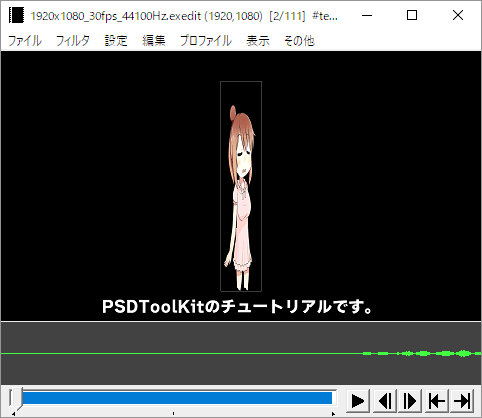 1920x1080_30fps_44100Hz.exedit (1920,1080) [2/111] #te...
ファイル フィルタ 設定 編集 プロファイル 表示 その他
PSDToolKitのチュートリアルです。